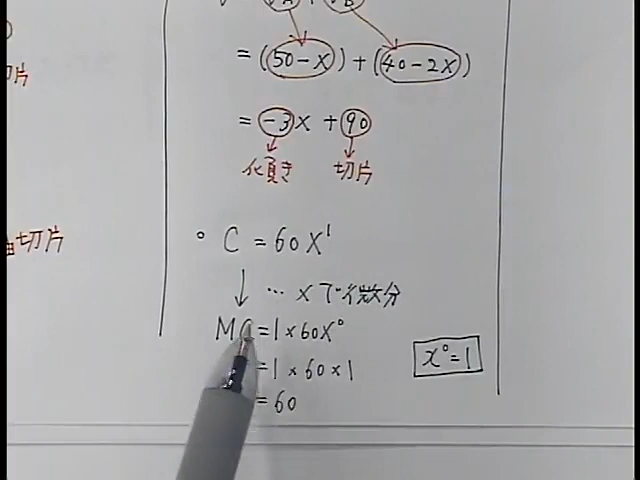 = (50-x) + (40-2x)
= -3x + 90
傾き 切片
切片
切片
° C = 60x¹
↓ … xで微分
MC = 1×60x⁰
= 1×60×1
x⁰=1
= 60